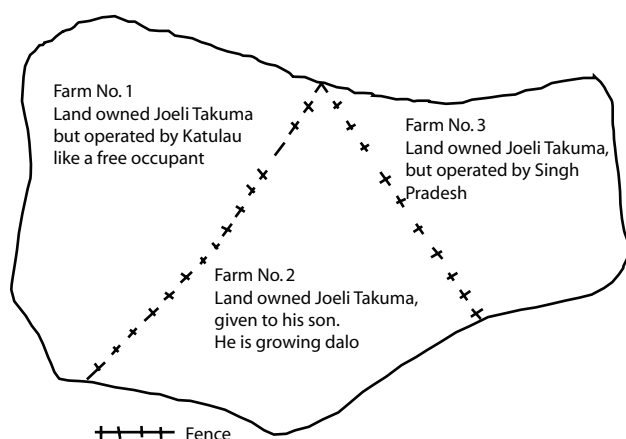 Farm No. 1
Land owned Joeli Takuma
but operated by Katulau
like a free occupant
Farm No. 3
Land owned Joeli Takuma,
but operated by Singh
Pradesh
Farm No. 2
Land owned Joeli Takuma,
given to his son.
He is growing dalo
Fence